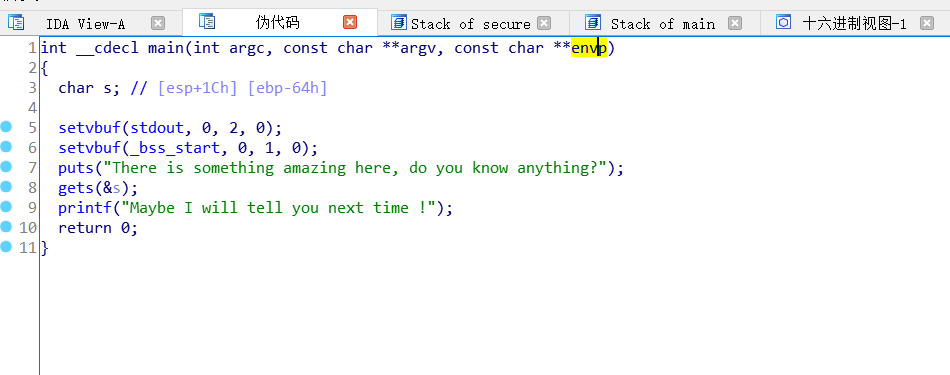 IDA View-A 伪代码 Stack of secure Stack of main 十六进制视图-1
1 int __cdecl main(int argc, const char **argv, const char **envp)
2 {
3 char s; // [esp+1Ch] [ebp-64h]
4
5 setvbuf(stdout, 0, 2, 0);
6 setvbuf(_bss_start, 0, 1, 0);
7 puts("There is something amazing here, do you know anything?");
8 gets(&s);
9 printf("Maybe I will tell you next time !");
10 return 0;
11 }